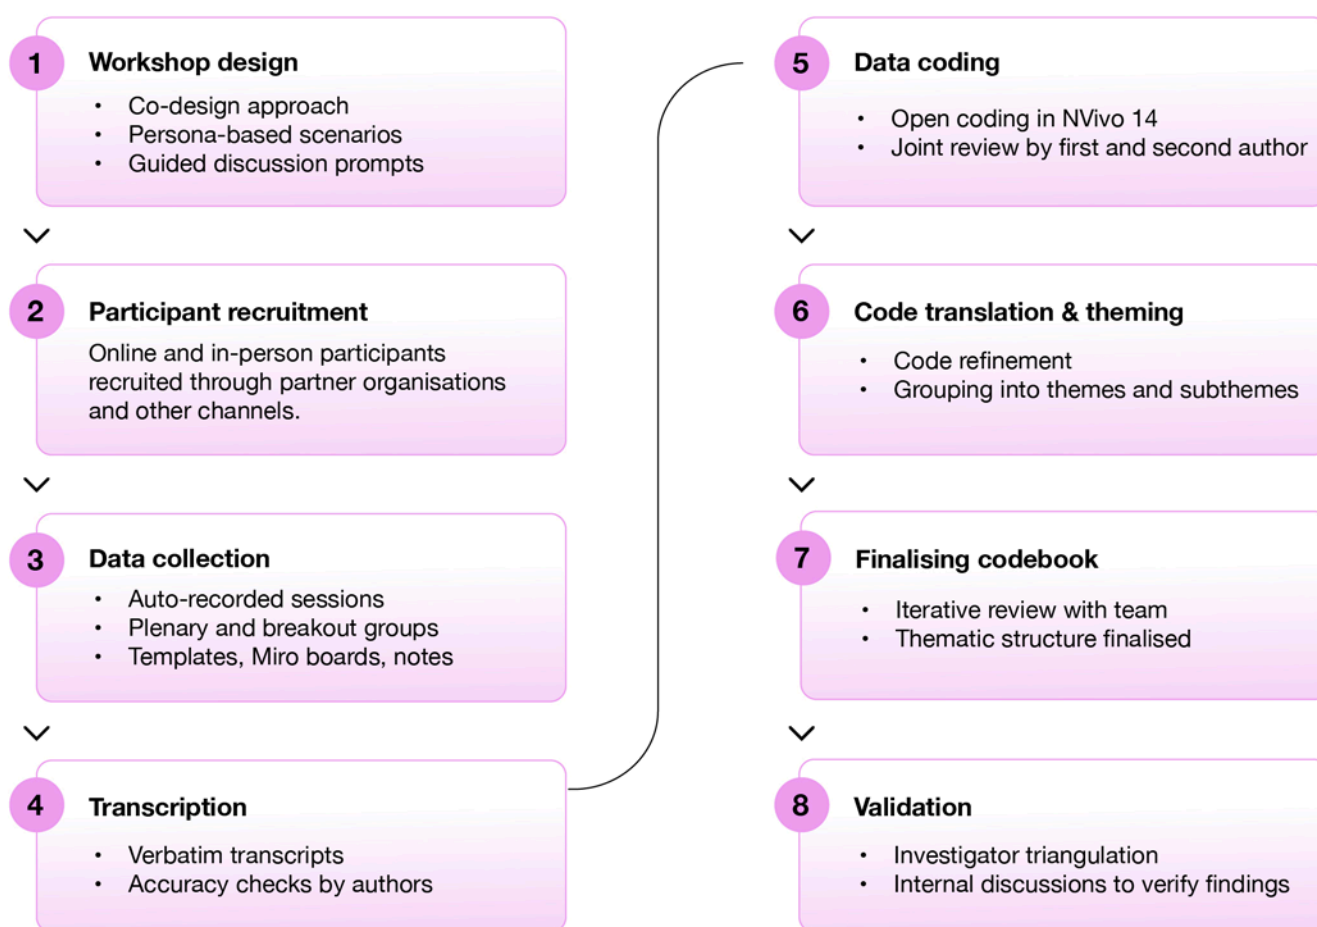 1
Workshop design
• Co-design approach
• Persona-based scenarios
• Guided discussion prompts
2
Participant recruitment
Online and in-person participants
recruited through partner organisations
and other channels.
3
Data collection
• Auto-recorded sessions
• Plenary and breakout groups
• Templates, Miro boards, notes
4
Transcription
• Verbatim transcripts
• Accuracy checks by authors
5
Data coding
• Open coding in NVivo 14
• Joint review by first and second author
6
Code translation & theming
• Code refinement
• Grouping into themes and subthemes
7
Finalising codebook
• Iterative review with team
• Thematic structure finalised
8
Validation
• Investigator triangulation
• Internal discussions to verify findings